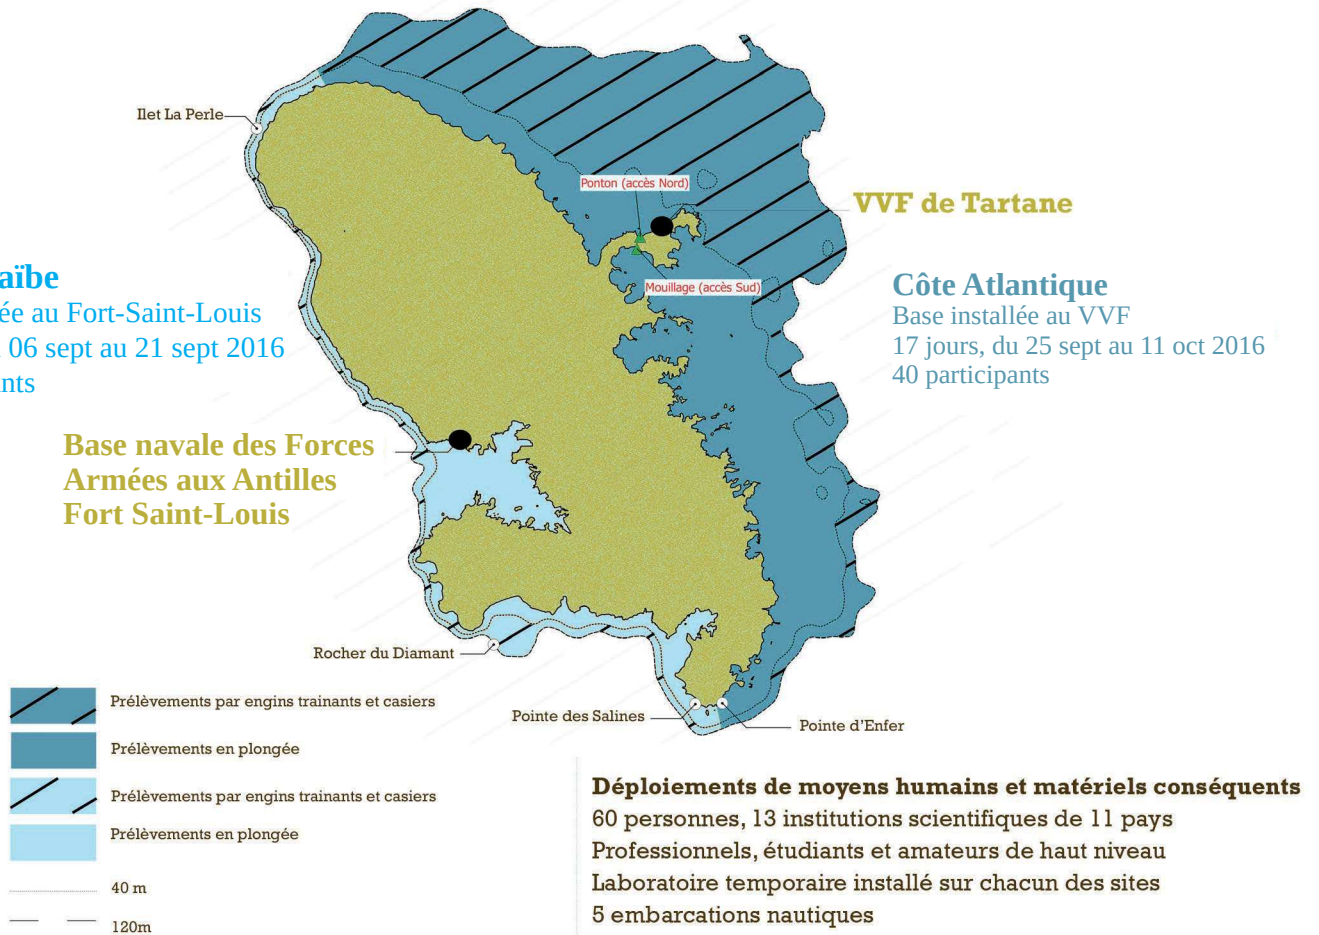 Ilet La Perle
Ponton (accès Nord)
VVF de Tartane
Mouillage (accès Sud)
aïbe
ée au Fort-Saint-Louis
06 sept au 21 sept 2016
nts
Côte Atlantique
Base installée au VVF
17 jours, du 25 sept au 11 oct 2016
40 participants
Base navale des Forces
Armées aux Antilles
Fort Saint-Louis
Rocher du Diamant
Pointe des Salines
Pointe d'Enfer
Prélèvements par engins trainants et casiers
Prélèvements en plongée
Prélèvements par engins trainants et casiers
Prélèvements en plongée
40 m
120m
Déploiements de moyens humains et matériels conséquents
60 personnes, 13 institutions scientifiques de 11 pays
Professionnels, étudiants et amateurs de haut niveau
Laboratoire temporaire installé sur chacun des sites
5 embarcations nautiques